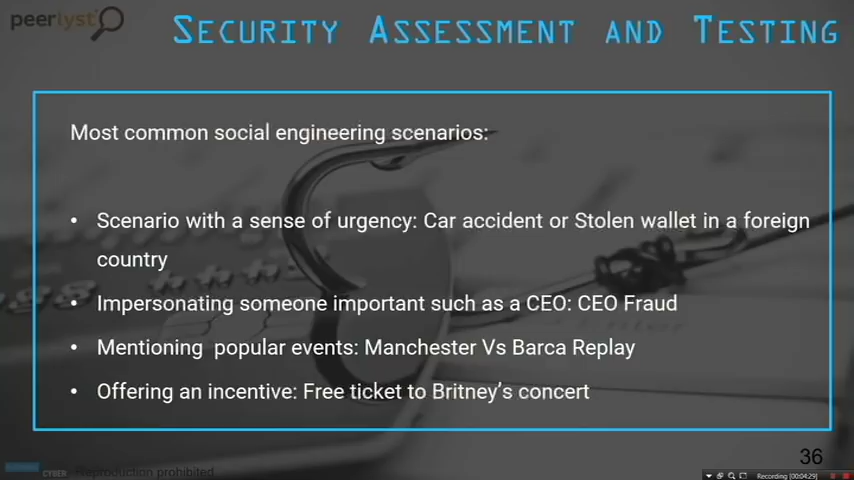 peerlyst
SECURITY ASSESSMENT AND TESTING
Most common social engineering scenarios:
• Scenario with a sense of urgency: Car accident or Stolen wallet in a foreign
country
• Impersonating someone important such as a CEO: CEO Fraud
• Mentioning  popular events: Manchester Vs Barca Replay
• Offering an incentive: Free ticket to Britney’s concert
36
CYBER
Reproduction prohibited
Recording [00:04:29]